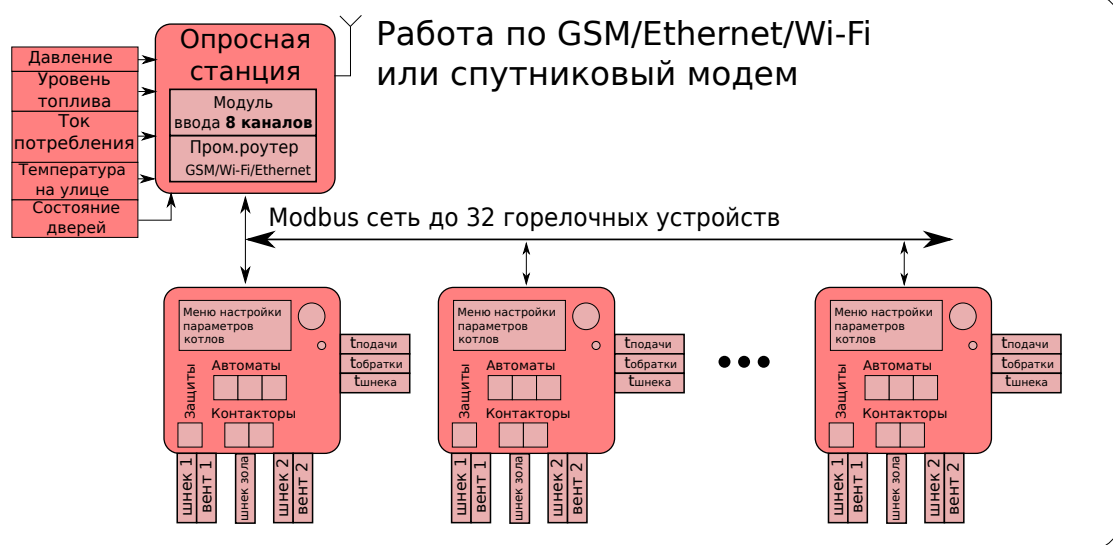 Работа по GSM/Ethernet/Wi-Fi
или спутниковый модем
Опросная
станция
Модуль
ввода 8 каналов
Пром.роутер
GSM/Wi-Fi/Ethernet
Давление
Уровень
топлива
Ток
потребления
Температура
на улице
Состояние
дверей
Modbus сеть до 32 горелочных устройств
Меню настройки
параметров
котлов
Автоматы
Защиты
Контакторы
tподачи
tобратки
tшнека
шнек 1
вент 1
шнек зола
шнек 2
вент 2
Меню настройки
параметров
котлов
Автоматы
Защиты
Контакторы
tподачи
tобратки
tшнека
шнек 1
вент 1
шнек зола
шнек 2
вент 2
Меню настройки
параметров
котлов
Автоматы
Защиты
Контакторы
tподачи
tобратки
tшнека
шнек 1
вент 1
шнек зола
шнек 2
вент 2